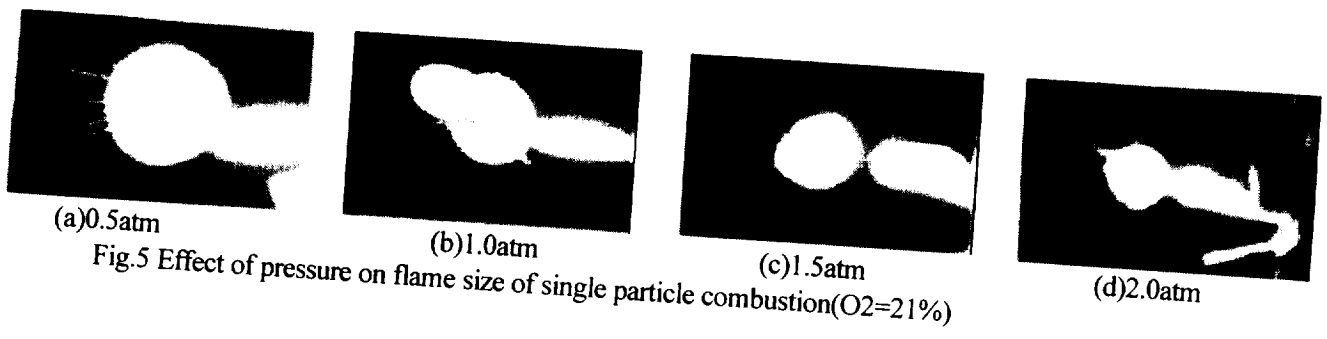 (a)0.5atm
(b)1.0atm
(c)1.5atm
(d)2.0atm
Fig.5 Effect of pressure on flame size of single particle combustion(O2=21%)